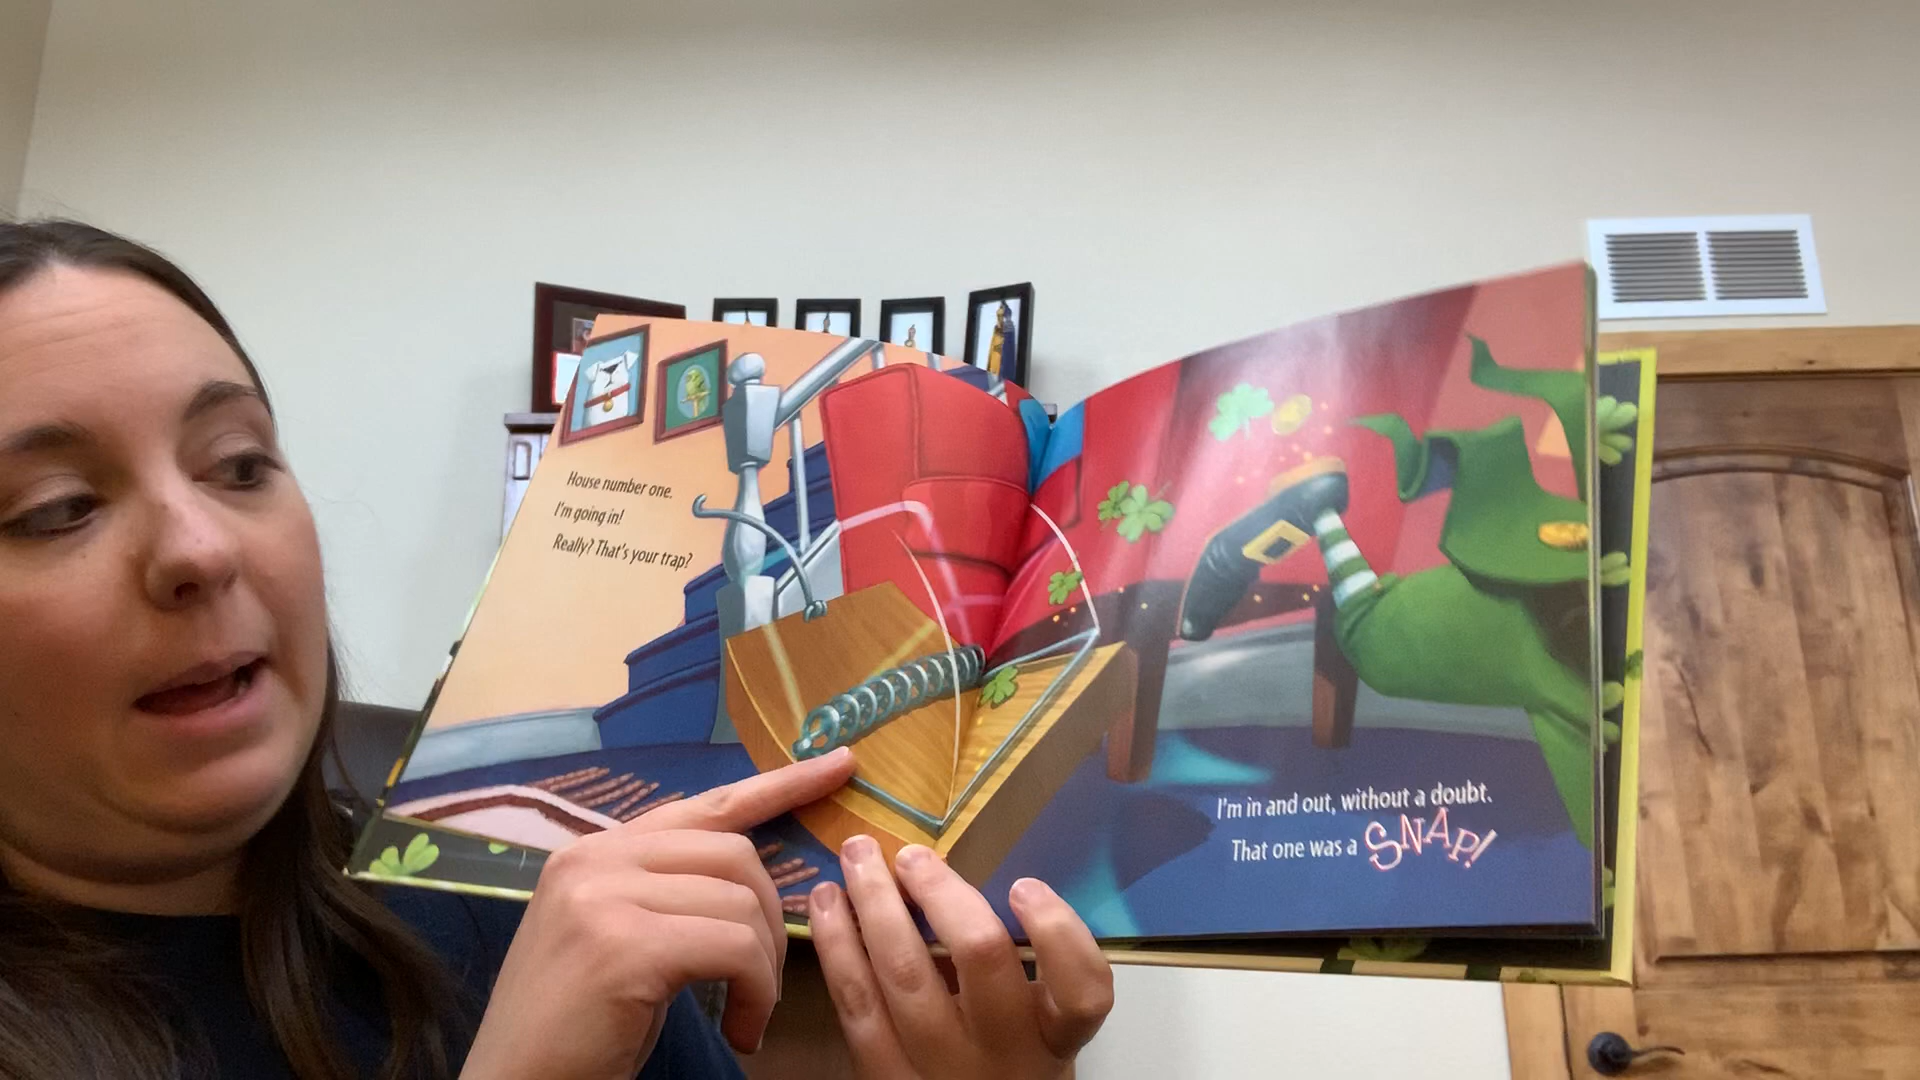 House number one.
I'm going in!
Really? That's your trap?
I'm in and out, without a doubt.
That one was a SNAP!